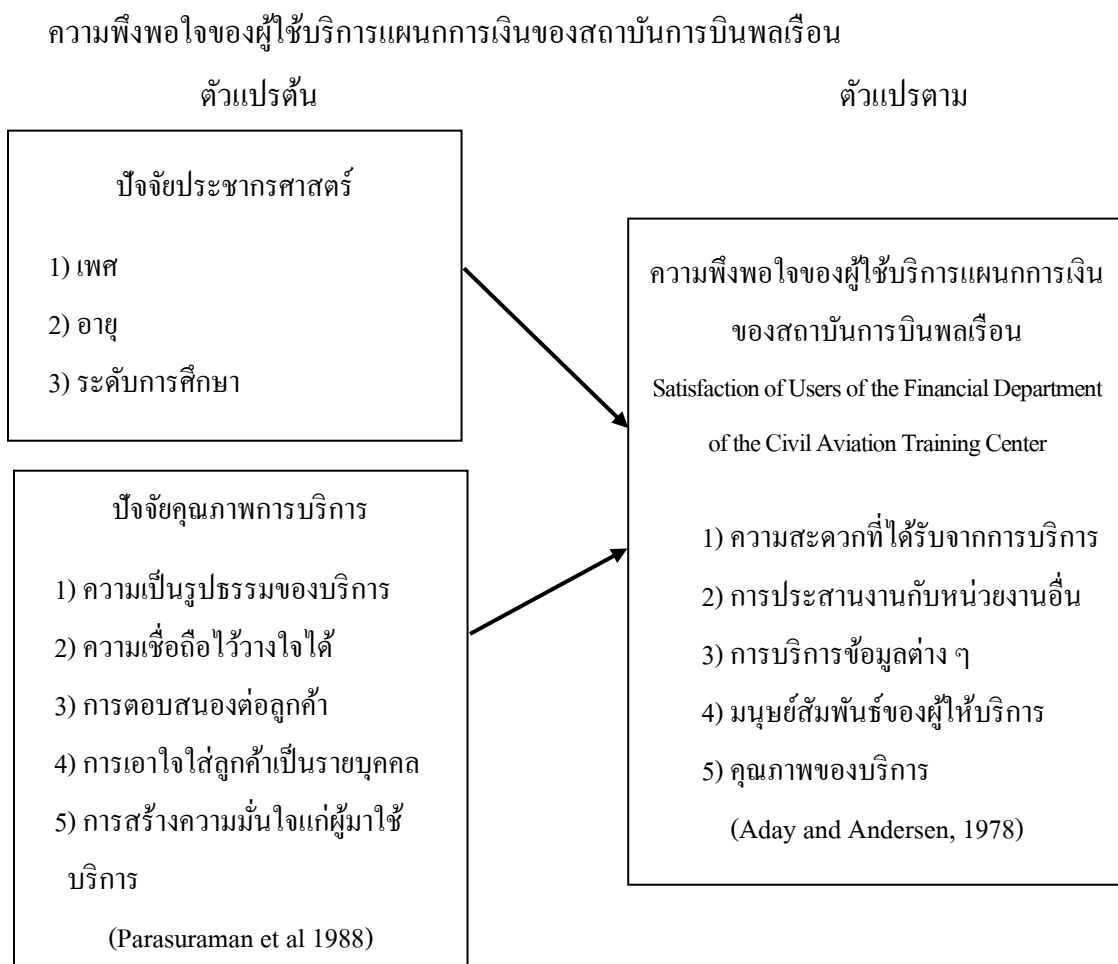 ความพึงพอใจของผู้ใช้บริการแผนกการเงินของสถาบันการบินพลเรือน
ตัวแปรต้น
ตัวแปรตาม
ปัจจัยประชากรศาสตร์
1) เพศ
2) อายุ
3) ระดับการศึกษา
ปัจจัยคุณภาพการบริการ
1) ความเป็นรูปธรรมของบริการ
2) ความเชื่อถือไว้วางใจได้
3) การตอบสนองต่อลูกค้า
4) การเอาใจใส่ลูกค้าเป็นรายบุคคล
5) การสร้างความมั่นใจแก่ผู้มาใช้
บริการ
(Parasuraman et al 1988)
ความพึงพอใจของผู้ใช้บริการแผนกการเงิน
ของสถาบันการบินพลเรือน
Satisfaction of Users of the Financial Department
of the Civil Aviation Training Center
1) ความสะดวกที่ได้รับจากการบริการ
2) การประสานงานกับหน่วยงานอื่น
3) การบริการข้อมูลต่าง ๆ
4) มนุษย์สัมพันธ์ของผู้ให้บริการ
5) คุณภาพของบริการ
(Aday and Andersen, 1978)